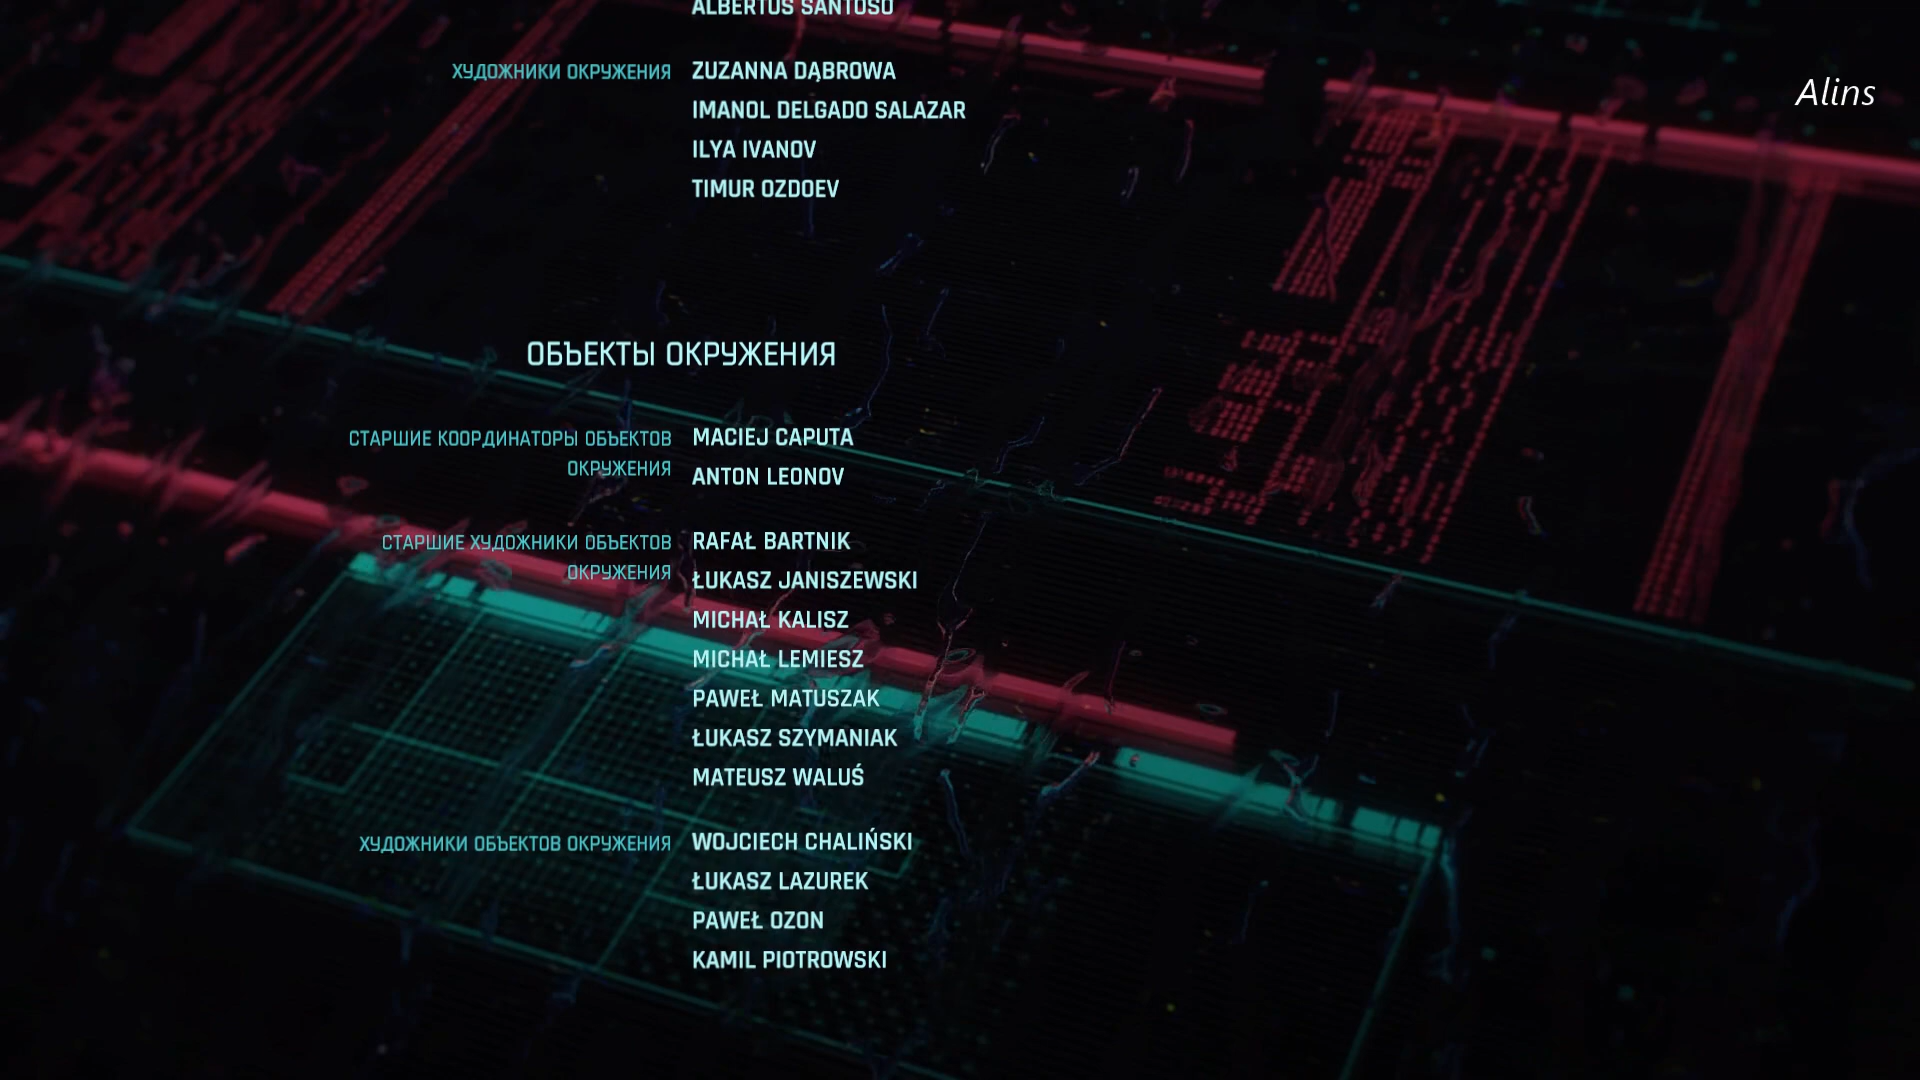 ALBERTUS SANTOSO
ХУДОЖНИКИ ОКРУЖЕНИЯ ZUZANNA DĄBROWA
Alins
IMANOL DELGADO SALAZAR
ILYA IVANOV
TIMUR OZDOEV
ОБЪЕКТЫ ОКРУЖЕНИЯ
СТАРШИЕ КООРДИНАТОРЫ ОБЪЕКТОВ
ОКРУЖЕНИЯ
MACIEJ CAPUTA
ANTON LEONOV
СТАРШИЕ ХУДОЖНИКИ ОБЪЕКТОВ
ОКРУЖЕНИЯ
RAFAŁ BARTNIK
ŁUKASZ JANISZEWSKI
MICHAŁ KALISZ
MICHAŁ LEMIESZ
PAWEŁ MATUSZAK
ŁUKASZ SZYMANIAK
MATEUSZ WALUŚ
ХУДОЖНИКИ ОБЪЕКТОВ ОКРУЖЕНИЯ WOJCIECH CHALIŃSKI
ŁUKASZ LAZUREK
PAWEŁ OZON
KAMIL PIOTROWSKI